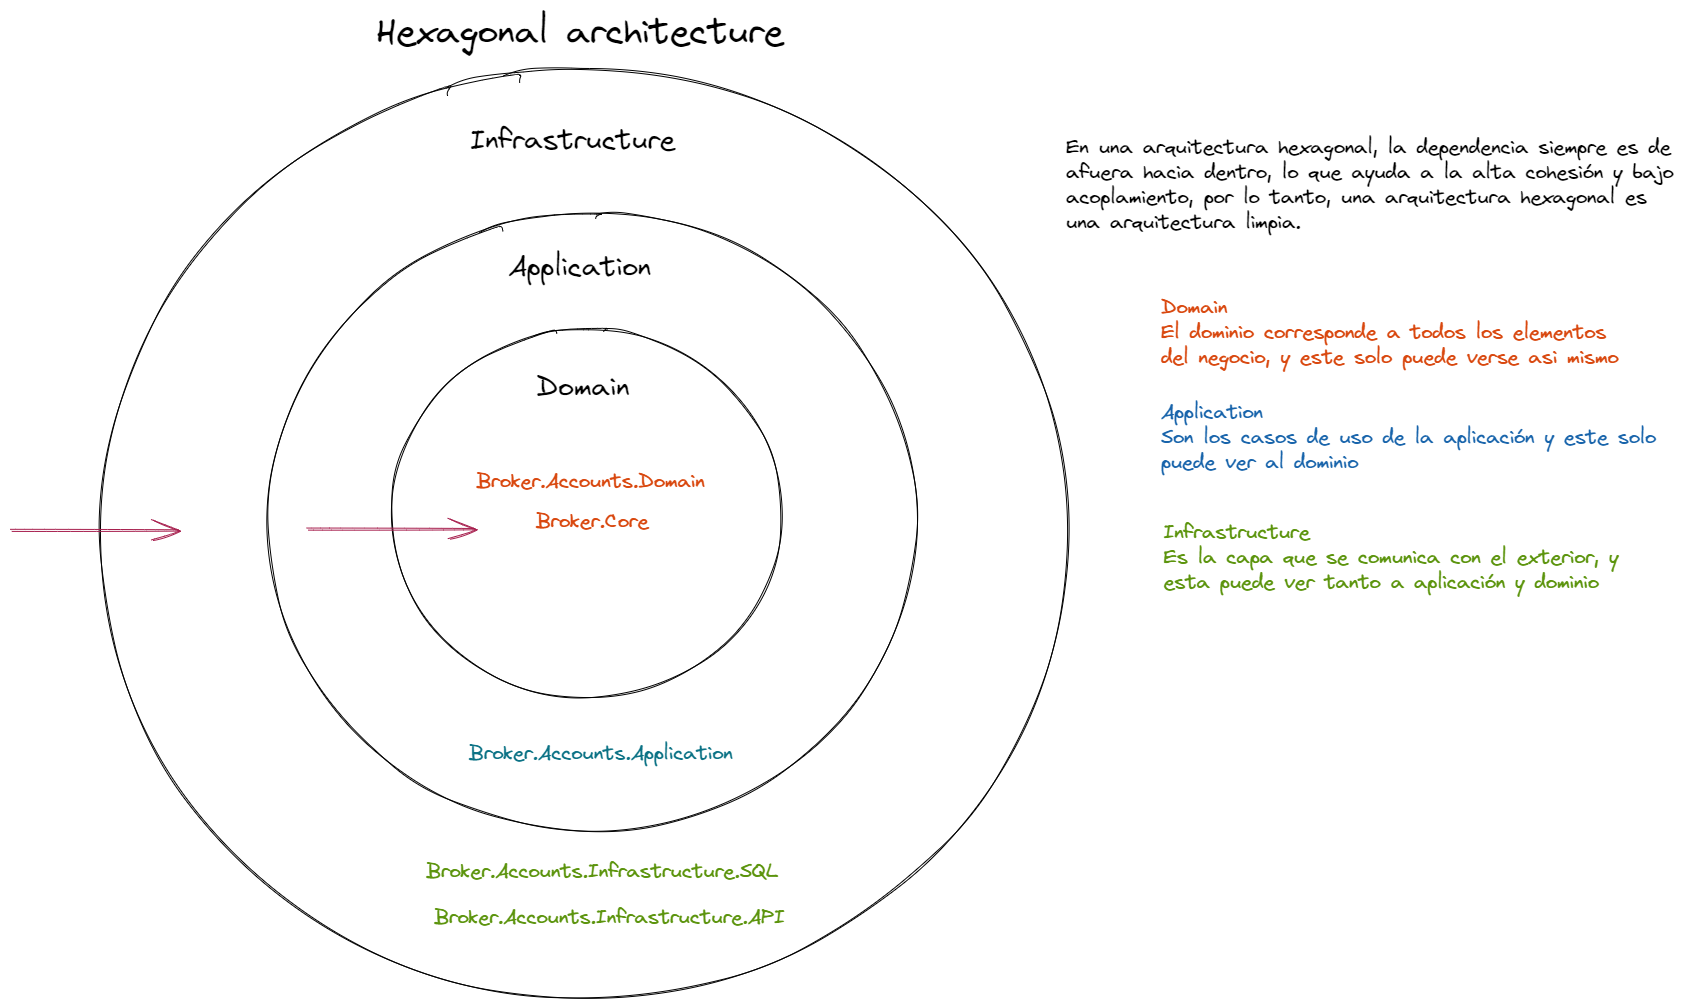 Hexagonal architecture
Infrastructure
Application
Domain
Broker.Accounts.Domain
Broker.Core
Broker.Accounts.Application
Broker.Accounts.Infrastructure.SQL
Broker.Accounts.Infrastructure.API
En una arquitectura hexagonal, la dependencia siempre es de
afuera hacia dentro, lo que ayuda a la alta cohesión y bajo
acoplamiento, por lo tanto, una arquitectura hexagonal es
una arquitectura limpia.
Domain
El dominio corresponde a todos los elementos
del negocio, y este solo puede verse asi mismo
Application
Son los casos de uso de la aplicación y este solo
puede ver al dominio
Infrastructure
Es la capa que se comunica con el exterior, y
esta puede ver tanto a aplicación y dominio